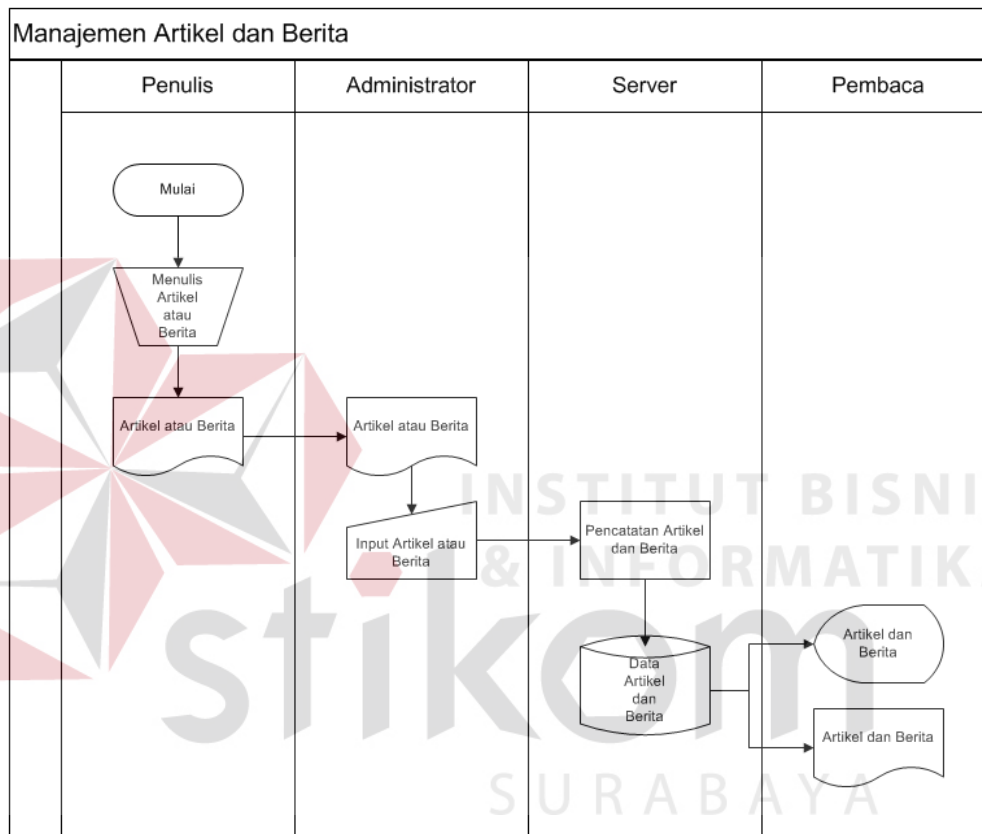 Manajemen Artikel dan Berita
Penulis
Administrator
Server
Pembaca
Mulai
Menulis
Artikel
atau
Berita
Artikel atau Berita
Artikel atau Berita
Input Artikel atau
Berita
Pencatatan Artikel
dan Berita
Data
Artikel
dan
Berita
Artikel dan
Berita
Artikel dan Berita
INSTITUT BISNI
& INFORMATIK
stikom
SURABAYA